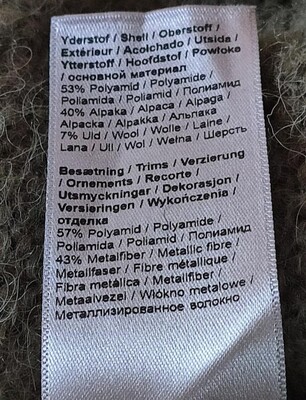 Yderstof / Shell / Oberstoff /
Extérieur / Acolchado / Utsida /
Ytterstoff / Hoofdstof / Powłoke
/ основной материал
53% Polyamid / Polyamide /
Poliamida / Poliamid / Полиамид
40% Alpaka / Alpaca / Alpaga /
Alpacka / Alpakka / Альпака
7% Uld / Wool / Wolle / Laine /
Lana / Ull / Wol / Wełna / Шерсть
Besætning / Trims / Verzierung
/ Ornements / Recorte /
Utsmyckningar / Dekorasjon /
Versieringen / Wykończenia /
отделка
57% Polyamid / Polyamide /
Poliamida / Poliamid / Полиамид
43% Metalfiber / Metallic fibre /
Metallfaser / Fibre métallique /
Fibra metálica / Metallfiber /
Metaalvezel / Włókno metalowe /
Металлизированное волокно